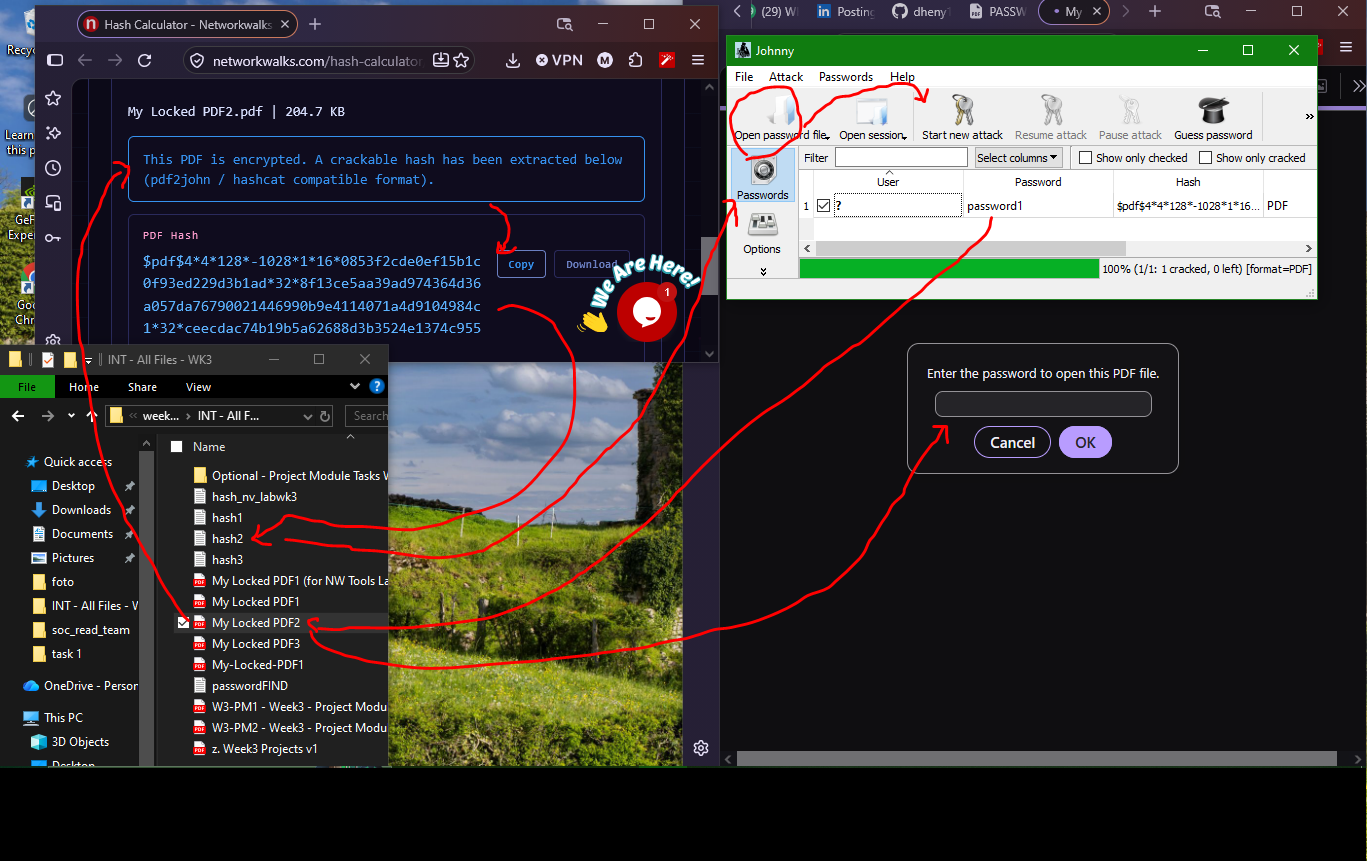 Hash Calculator - Networkwalks.c
networkwalks.com/hash-calculator
VPN
My Locked PDF2.pdf | 204.7 KB
This PDF is encrypted. A crackable hash has been extracted below
(pdf2john / hashcat compatible format).
PDF Hash
$pdf$4*4*128*-1028*1*16*0853f2cde0ef15b1c
0f93ed229d3b1ad*32*8f13ce5aa39ad974364d36
a057da76790021446990b9e4114071a4d9104984c
1*32*ceecdac74b19b5a62688d3b3524e1374c955
Copy
Download
We Are Here!
1
Recy
Learn
this p
GeF
Exper
Goo
Chr
INT - All Files - WK3
File
Home
Share
View
week...
INT - All F...
Search
Name
Quick access
Desktop
Downloads
Documents
Pictures
foto
INT - All Files - W
soc_read_team
task 1
OneDrive - Person
This PC
3D Objects
Desktop
Optional - Project Module Tasks W
hash_nv_labwk3
hash1
hash2
hash3
My Locked PDF1 (for NW Tools La
My Locked PDF1
My Locked PDF2
My Locked PDF3
My-Locked-PDF1
passwordFIND
W3-PM1 - Week3 - Project Modu
W3-PM2 - Week3 - Project Modu
z. Week3 Projects v1
(29) W
Posting
dheny1
PASSW
My
Johnny
File
Attack
Passwords
Help
Open password file
Open session
Start new attack
Resume attack
Pause attack
Guess password
Passwords
Options
Filter
Select columns
Show only checked
Show only cracked
User
Password
Hash
1
?
password1
$pdf$4*4*128*-1028*1*16...
PDF
100% (1/1: 1 cracked, 0 left) [format=PDF]
Enter the password to open this PDF file.
Cancel
OK